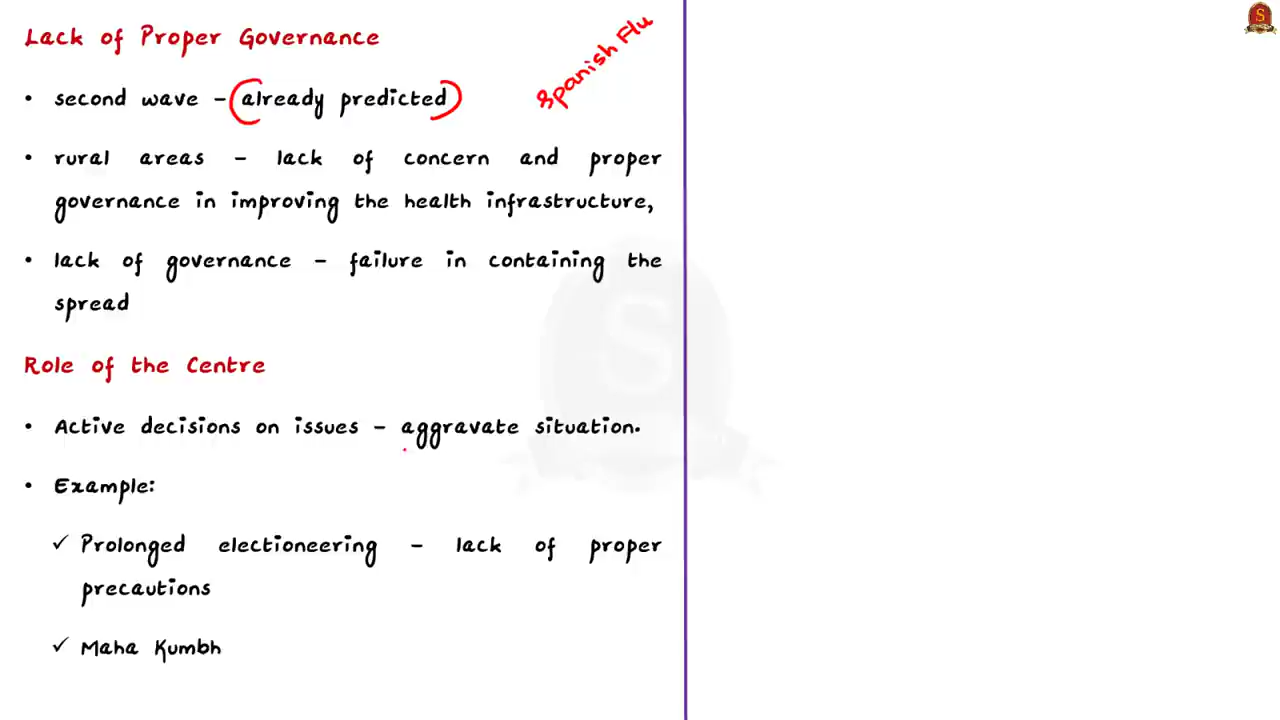 Lack of Proper Governance
Spanish Flu
• second wave – (already predicted)
• rural areas – lack of concern and proper
governance in improving the health infrastructure,
• lack of governance – failure in containing the
spread
Role of the Centre
• Active decisions on issues – aggravate situation.
• Example:
✓ Prolonged electioneering – lack of proper
precautions
✓ Maha Kumbh
S
S